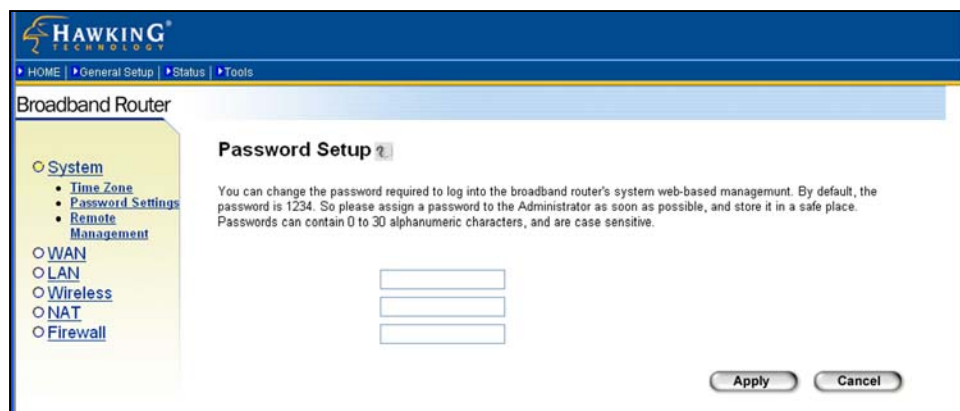 HAWKING®
TECHNOLOGY
HOME | General Setup | Status | Tools
Broadband Router
System
Time Zone
Password Settings
Remote
Management
WAN
LAN
Wireless
NAT
Firewall
Password Setup
You can change the password required to log into the broadband router's system web-based managemunt. By default, the
password is 1234. So please assign a password to the Administrator as soon as possible, and store it in a safe place.
Passwords can contain 0 to 30 alphanumeric characters, and are case sensitive.
Apply Cancel